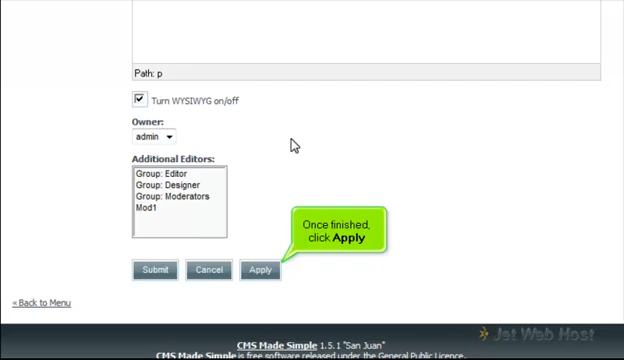 Path: p
Turn WYSIWYG on/off
Owner:
admin
Additional Editors:
Group: Editor
Group: Designer
Group: Moderators
Mod1
Once finished,
click Apply
Submit Cancel Apply
«Back to Menu
Jet Web Host
CMS Made Simple 1.5.1 "San Juan"
CMS Made Simple is free software released under the General Public Licence.